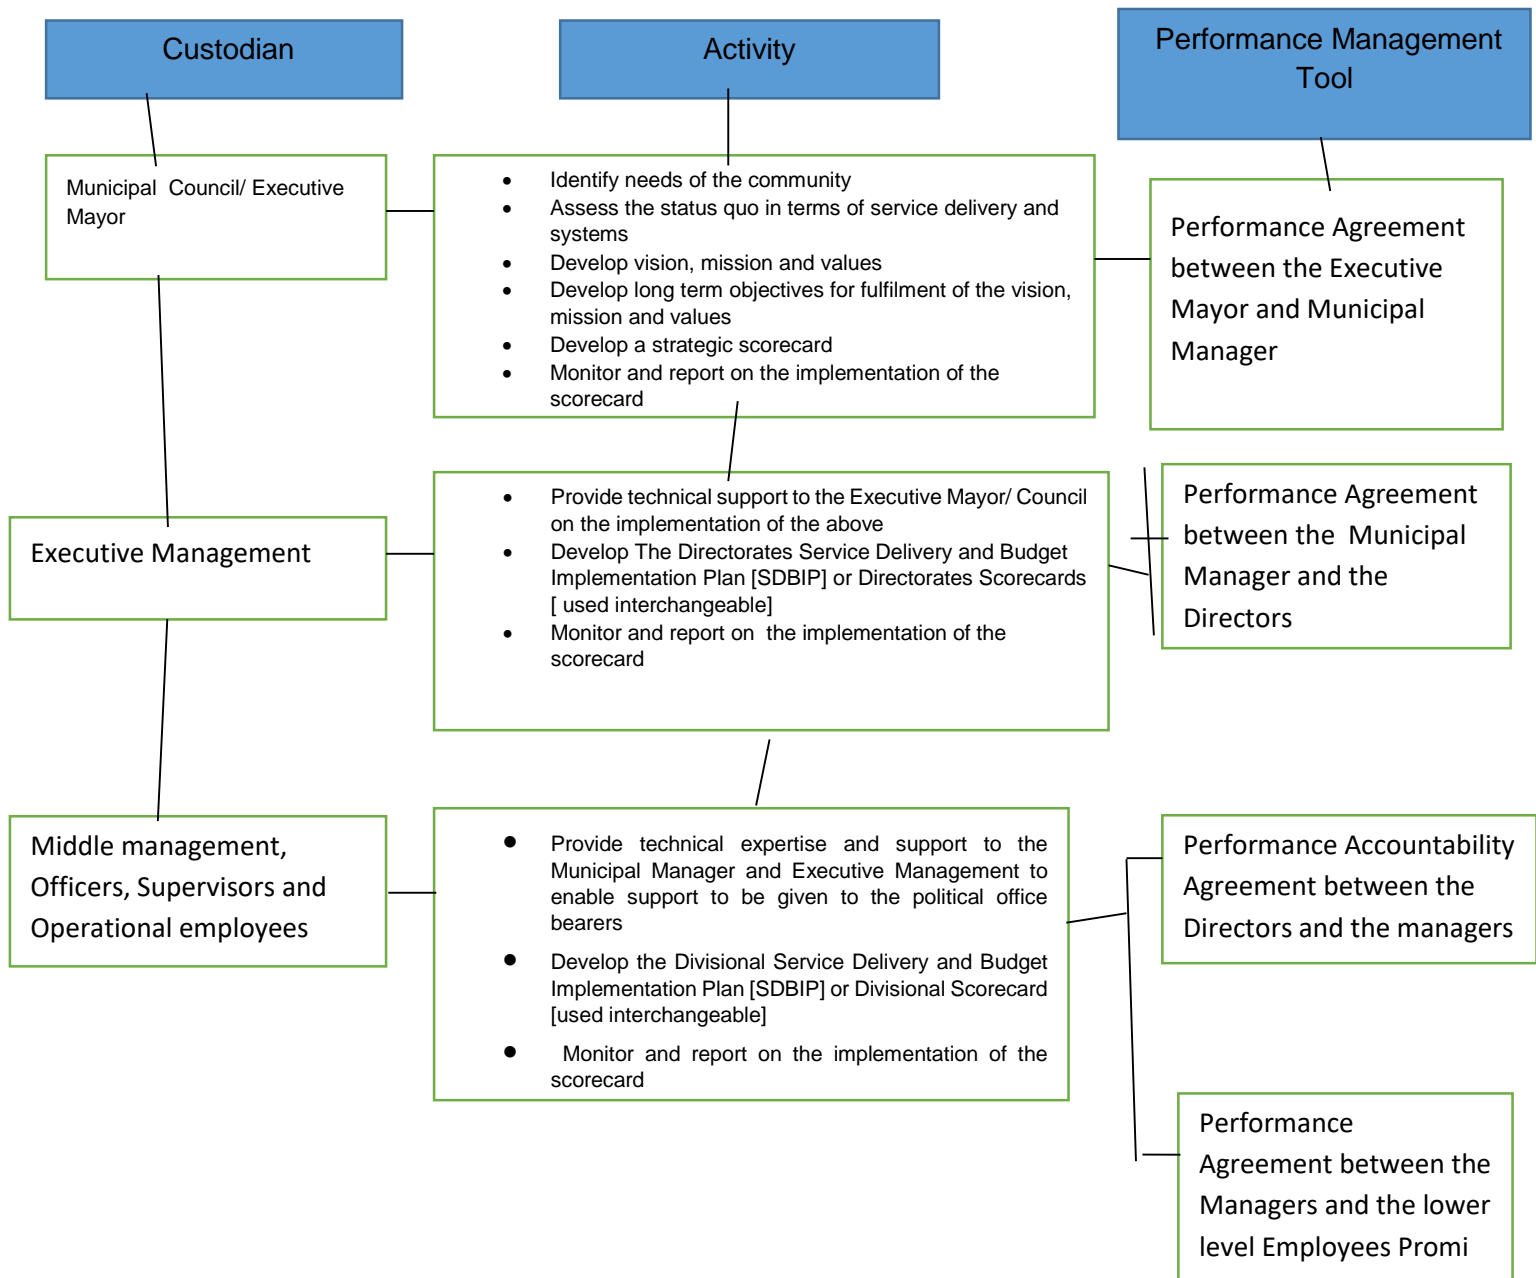 Custodian
Activity
Performance Management
Tool
Municipal Council/ Executive
Mayor
• Identify needs of the community
• Assess the status quo in terms of service delivery and
systems
• Develop vision, mission and values
• Develop long term objectives for fulfilment of the vision,
mission and values
• Develop a strategic scorecard
• Monitor and report on the implementation of the
scorecard
Performance Agreement
between the Executive
Mayor and Municipal
Manager
Executive Management
• Provide technical support to the Executive Mayor/ Council
on the implementation of the above
• Develop The Directorates Service Delivery and Budget
Implementation Plan [SDBIP] or Directorates Scorecards
[ used interchangeable]
• Monitor and report on the implementation of the
scorecard
Performance Agreement
between the Municipal
Manager and the
Directors
Middle management,
Officers, Supervisors and
Operational employees
• Provide technical expertise and support to the
Municipal Manager and Executive Management to
enable support to be given to the political office
bearers
• Develop the Divisional Service Delivery and Budget
Implementation Plan [SDBIP] or Divisional Scorecard
[used interchangeable]
• Monitor and report on the implementation of the
scorecard
Performance Accountability
Agreement between the
Directors and the managers
Performance
Agreement between the
Managers and the lower
level Employees Promi